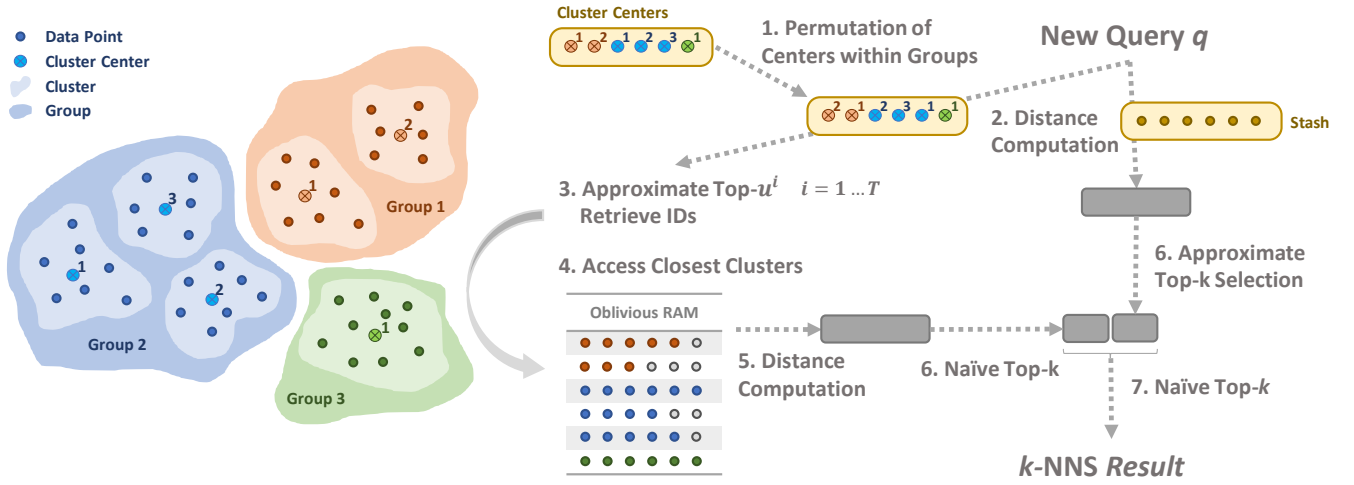 Data Point
Cluster Center
Cluster
Group
1
2
Group 1
3
1
2
Group 2
1
Group 3
Cluster Centers
1 2 1 2 3 1
1. Permutation of
Centers within Groups
New Query q
2 1 2 3 1 1
2. Distance
Computation
Stash
3. Approximate Top-u^i i = 1 … T
Retrieve IDs
4. Access Closest Clusters
Oblivious RAM
5. Distance
Computation
6. Naïve Top-k
6. Approximate
Top-k Selection
7. Naïve Top-k
k-NNS Result